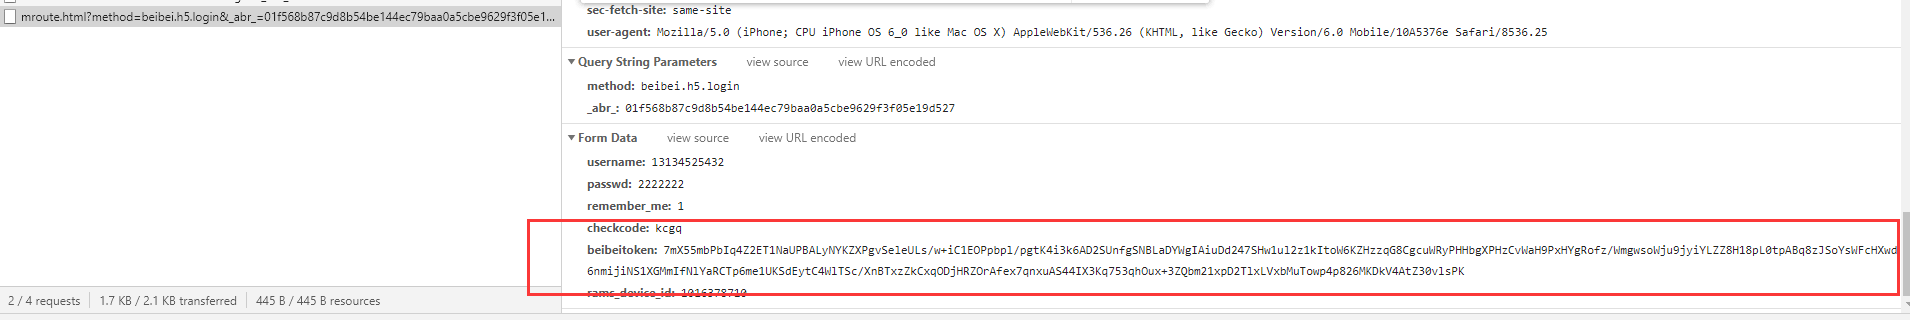 mroute.html?method=beibei.h5.login&_abr_=01f568b87c9d8b54be144ec79baa0a5cbe9629f3f05e1...
sec-fetch-site: same-site
user-agent: Mozilla/5.0 (iPhone; CPU iPhone OS 6_0 like Mac OS X) AppleWebKit/536.26 (KHTML, like Gecko) Version/6.0 Mobile/10A5376e Safari/8536.25
Query String Parameters view source view URL encoded
method: beibei.h5.login
_abr_: 01f568b87c9d8b54be144ec79baa0a5cbe9629f3f05e19d527
Form Data view source view URL encoded
username: 13134525432
passwd: 2222222
remember_me: 1
checkcode: kcgq
beibeitoken: 7mX55mbPbIq4Z2ET1NaUPBALyNYKZXPgvSeleULs/w+iC1EOPpbpl/pgtK4i3k6AD2SUnfgSNBLaDYWgIAiuDd247SHw1ul2z1kItoW6KZHzzqG8CgcuWRyPHHbgXPHzCvWaH9PxHYgRofz/WmgwsoWju9jyiYLZZ8H18pL0tpABq8zJSoYsWFcHXwd
6nmijiNS1XGMmIfNlYaRCTp6me1UKSdEytC4WlTSc/XnBTxzZkCxqODjHRZOrAfex7qnxuAS44IX3Kq753qhOux+3ZQbm21xpD2TlxLVxbMuTowp4p826MKDkV4AtZ30vlsPK
rams_device_id: 1016378710
2 / 4 requests 1.7 KB / 2.1 KB transferred 445 B / 445 B resources